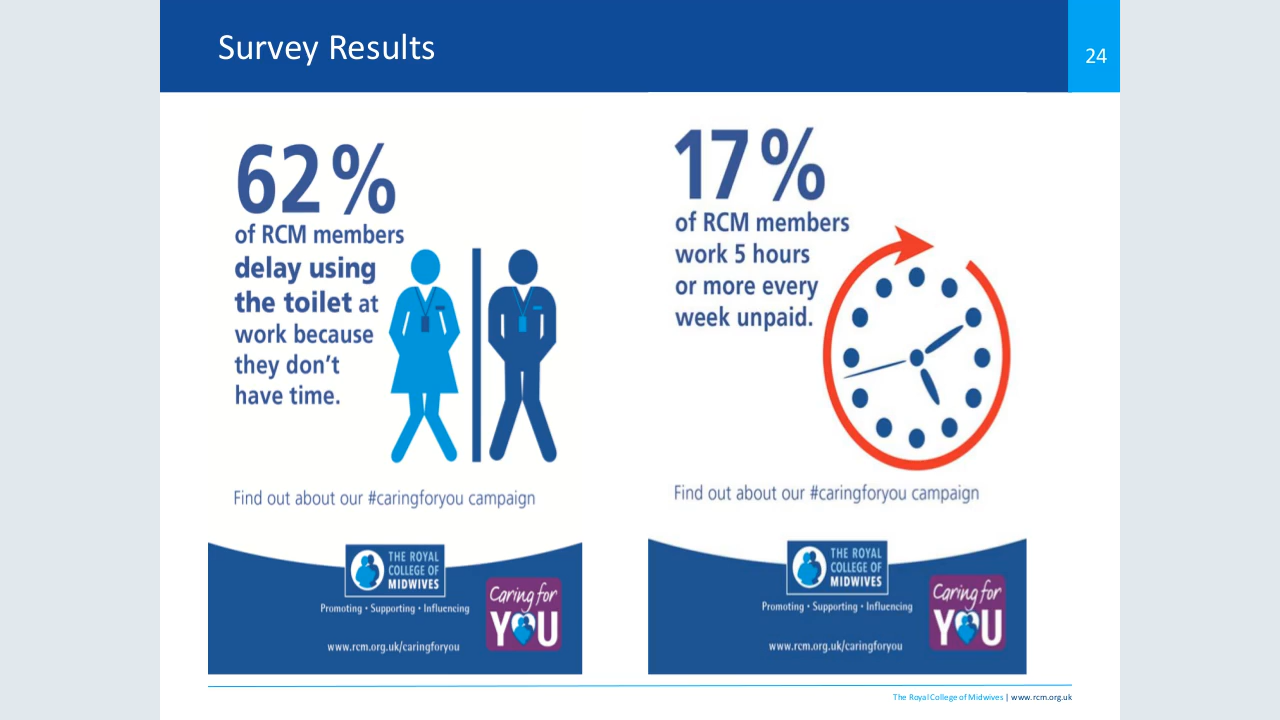 Survey Results
24
62%
of RCM members
delay using
the toilet at
work because
they don't
have time.
Find out about our #caringforyou campaign
THE ROYAL
COLLEGE OF
MIDWIVES
Promoting • Supporting • Influencing
Caring for
YOU
www.rcm.org.uk/caringforyou
17%
of RCM members
work 5 hours
or more every
week unpaid.
Find out about our #caringforyou campaign
THE ROYAL
COLLEGE OF
MIDWIVES
Promoting • Supporting • Influencing
Caring for
YOU
www.rcm.org.uk/caringforyou
The Royal College of Midwives | www.rcm.org.uk